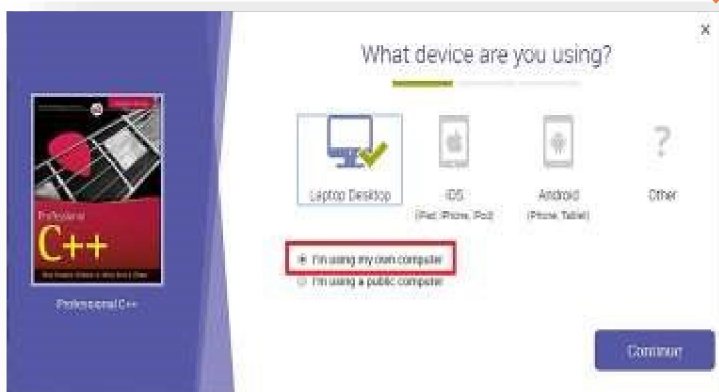 X
What device are you using?
Laptop Desktop
iOS
(iPad, iPhone, iPod)
Android
(Phone, Tablet)
?
Other
I'm using my own computer
I'm using a public computer
Professional
C++
Professional C++
Continue